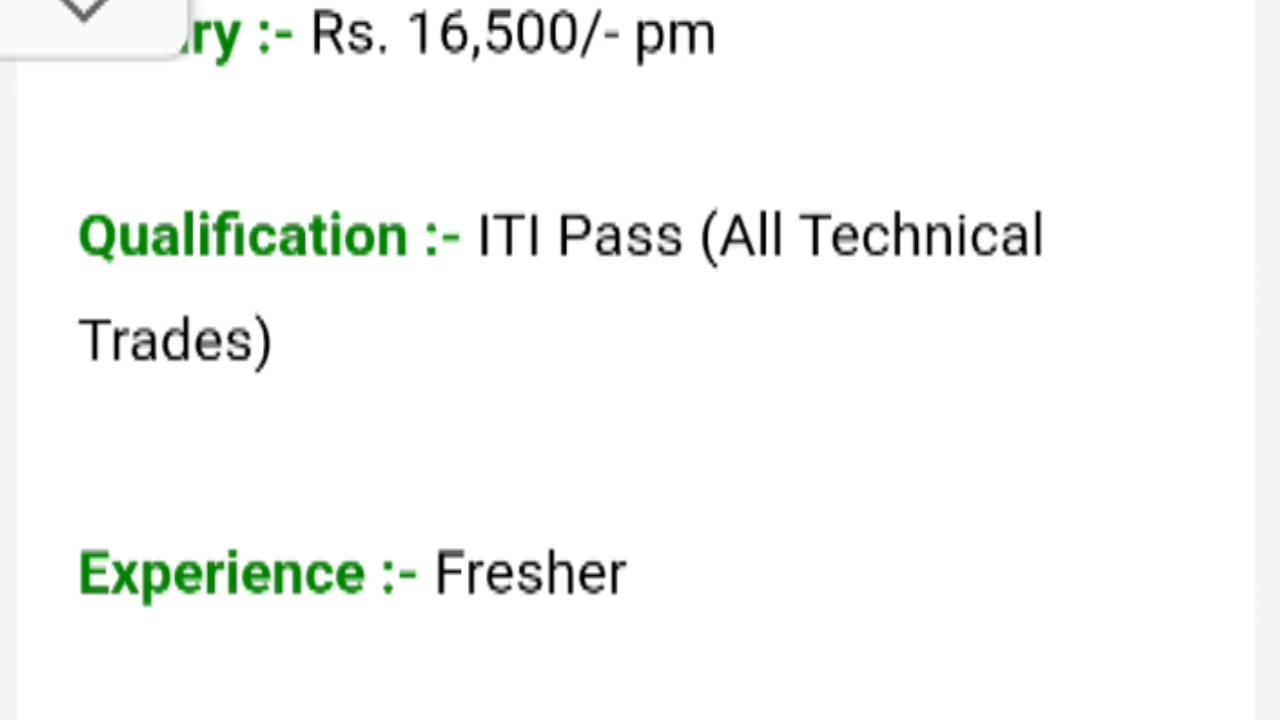 ry :- Rs. 16,500/- pm
Qualification :- ITI Pass (All Technical
Trades)
Experience :- Fresher